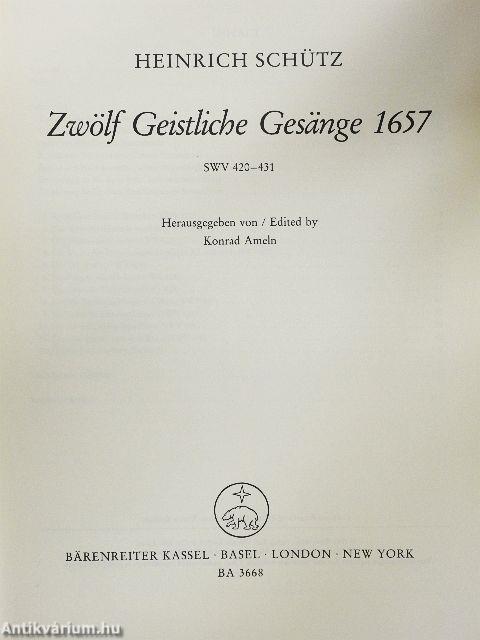 HEINRICH SCHÜTZ
Zwölf Geistliche Gesänge 1657
SWV 420–431
Herausgegeben von / Edited by
Konrad Ameln
BÄRENREITER KASSEL · BASEL · LONDON · NEW YORK
BA 3668
Antikvárium.hu